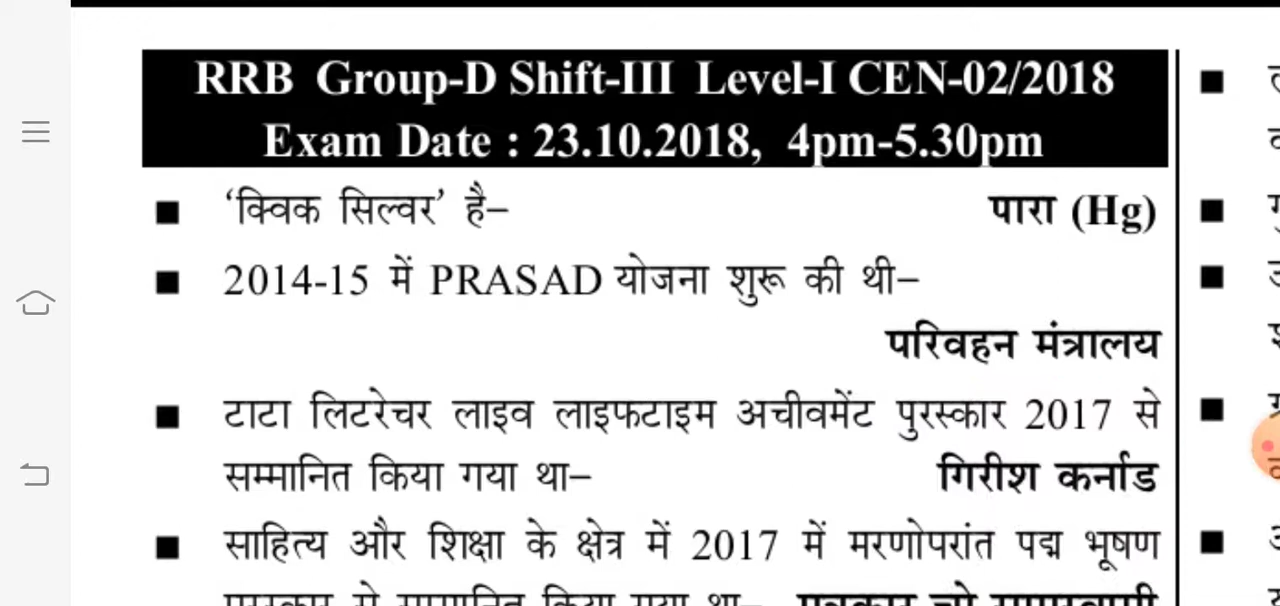 RRB Group-D Shift-III Level-I CEN-02/2018
Exam Date : 23.10.2018, 4pm-5.30pm
■ ‘क्विक सिल्वर’ है– पारा (Hg)
■ 2014-15 में PRASAD योजना शुरू की थी–
परिवहन मंत्रालय
■ टाटा लिटरेचर लाइव लाइफटाइम अचीवमेंट पुरस्कार 2017 से
सम्मानित किया गया था– गिरीश कर्नाड
■ साहित्य और शिक्षा के क्षेत्र में 2017 में मरणोपरांत पद्म भूषण